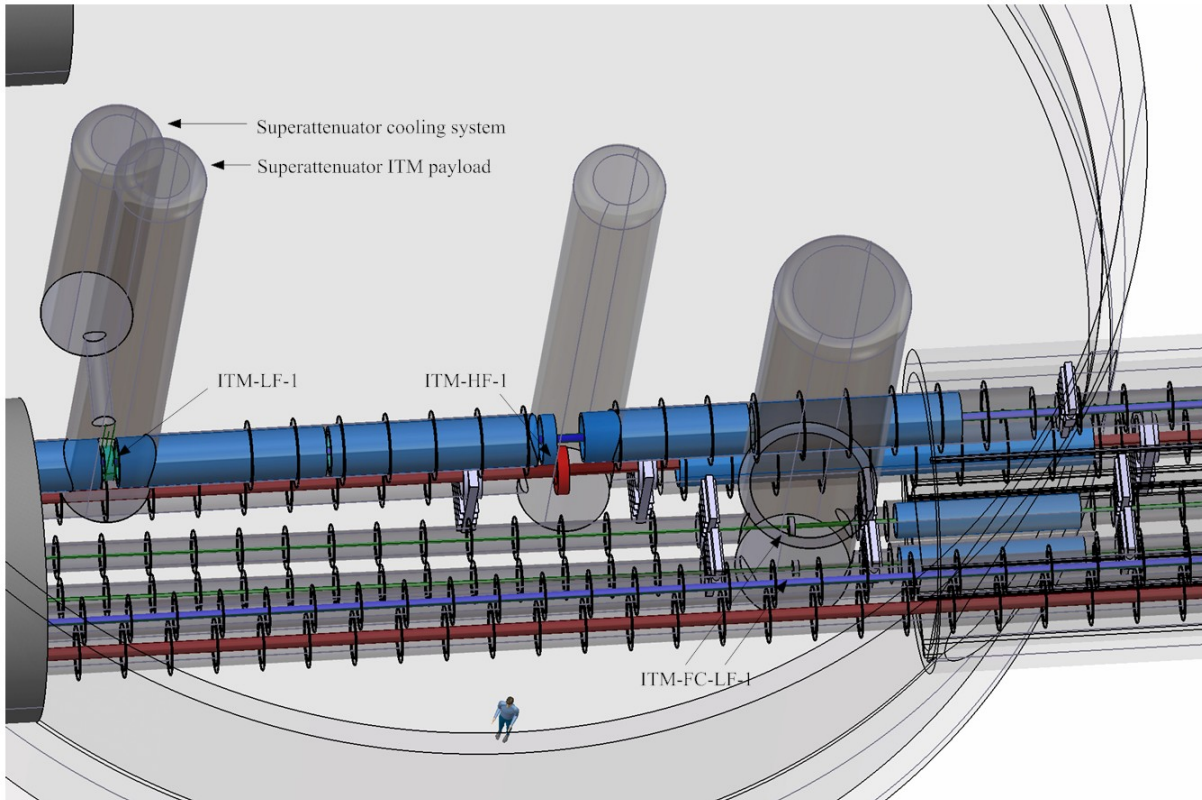 Superattenuator cooling system
Superattenuator ITM payload
ITM-LF-1
ITM-HF-1
ITM-FC-LF-1